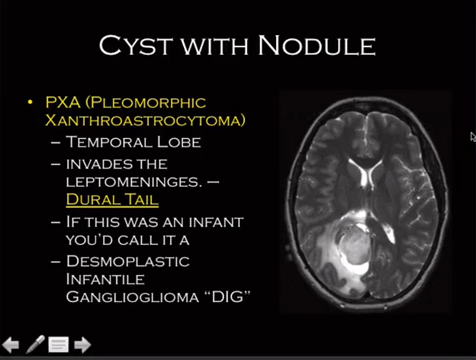 CYST WITH NODULE
• PXA (PLEOMORPHIC
XANTHROASTROCYTOMA)
– TEMPORAL LOBE
– INVADES THE
LEPTOMENINGES. –
DURAL TAIL
– IF THIS WAS AN INFANT
YOU'D CALL IT A
– DESMOPLASTIC
INFANTILE
GANGLIOGLIOMA "DIG"